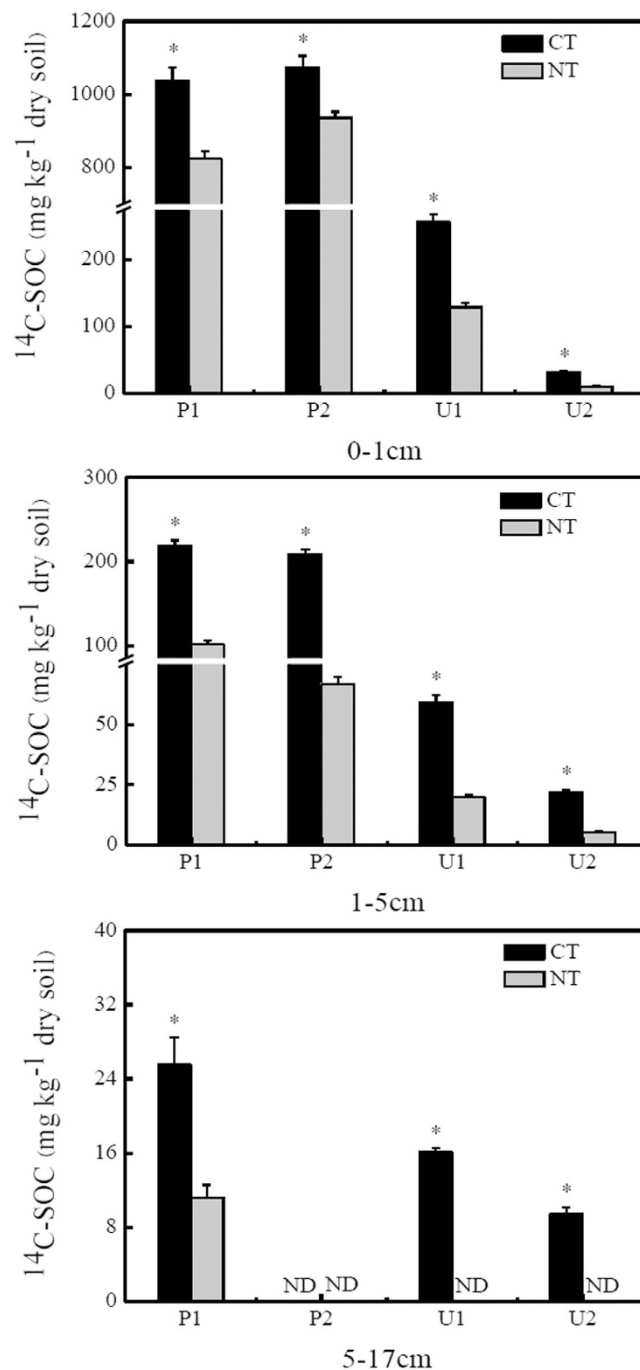 1200
1000
800
200
100
0
¹⁴C-SOC (mg kg⁻¹ dry soil)
CT
NT
*
*
*
*
P1 P2 U1 U2
0-1cm
300
200
100
50
25
0
¹⁴C-SOC (mg kg⁻¹ dry soil)
CT
NT
*
*
*
*
P1 P2 U1 U2
1-5cm
40
32
24
16
8
0
¹⁴C-SOC (mg kg⁻¹ dry soil)
CT
NT
*
*
*
ND ND ND ND
P1 P2 U1 U2
5-17cm